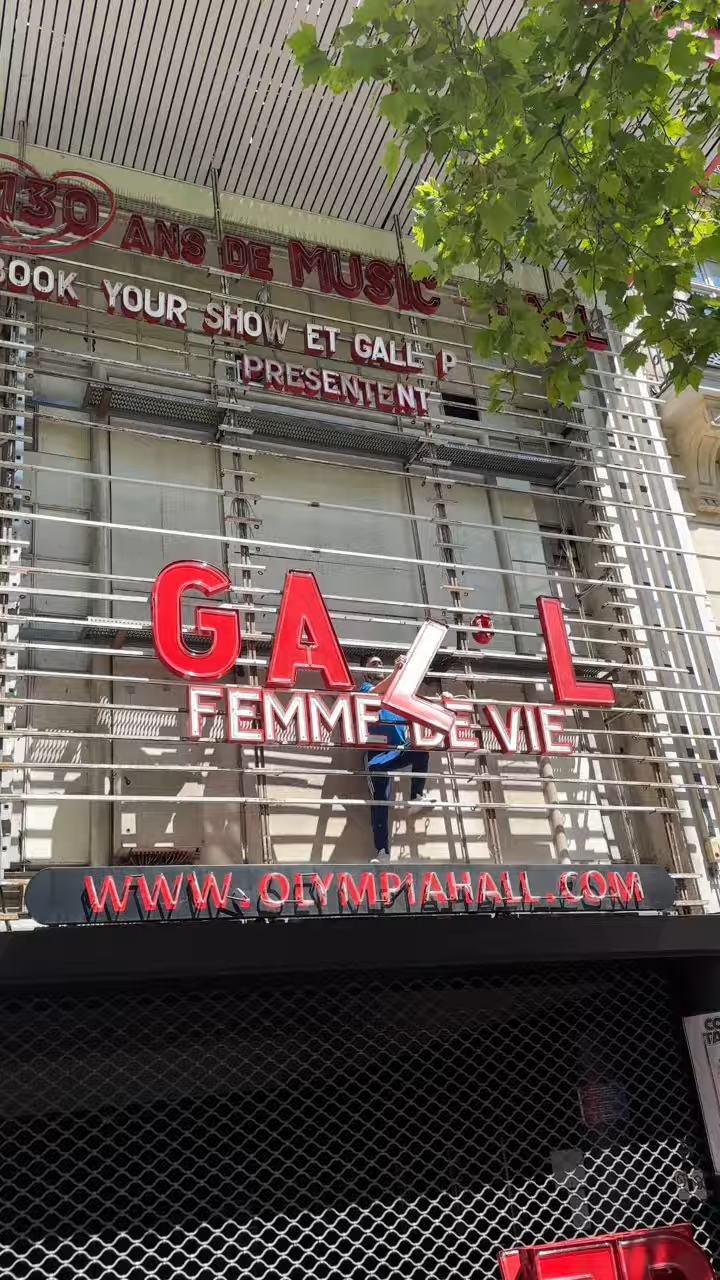 130 ANS DE MUSIC
BOOK YOUR SHOW ET GALL P
PRESENTENT
GALL
FEMME DE VIE
WWW.OLYMPIAHALL.COM